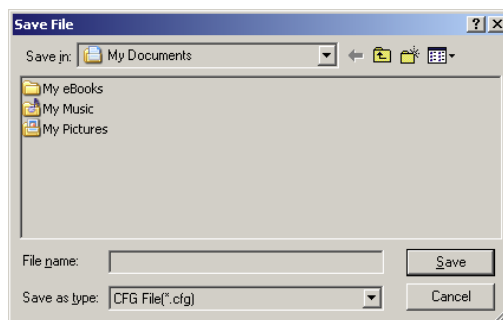 Save File
Save in: My Documents
My eBooks
My Music
My Pictures
File name:
Save
Save as type: CFG File(*.cfg)
Cancel